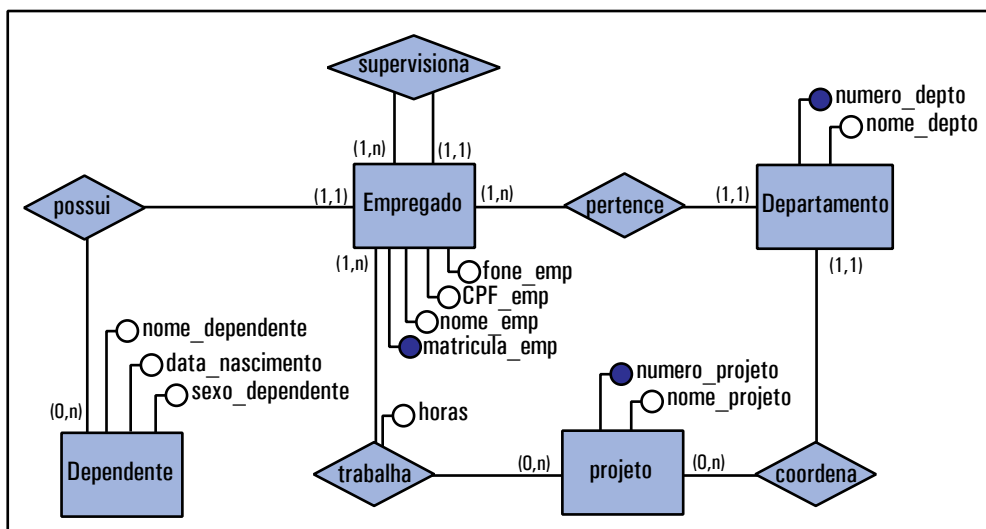 supervisiona
numero_depto
nome_depto
(1,n)
(1,1)
possui
(1,1)
Empregado
(1,n)
pertence
(1,1)
Departamento
(1,n)
(1,1)
fone_emp
CPF_emp
nome_emp
matricula_emp
nome_dependente
data_nascimento
sexo_dependente
numero_projeto
nome_projeto
(0,n)
horas
Dependente
trabalha
(0,n)
projeto
(0,n)
coordena